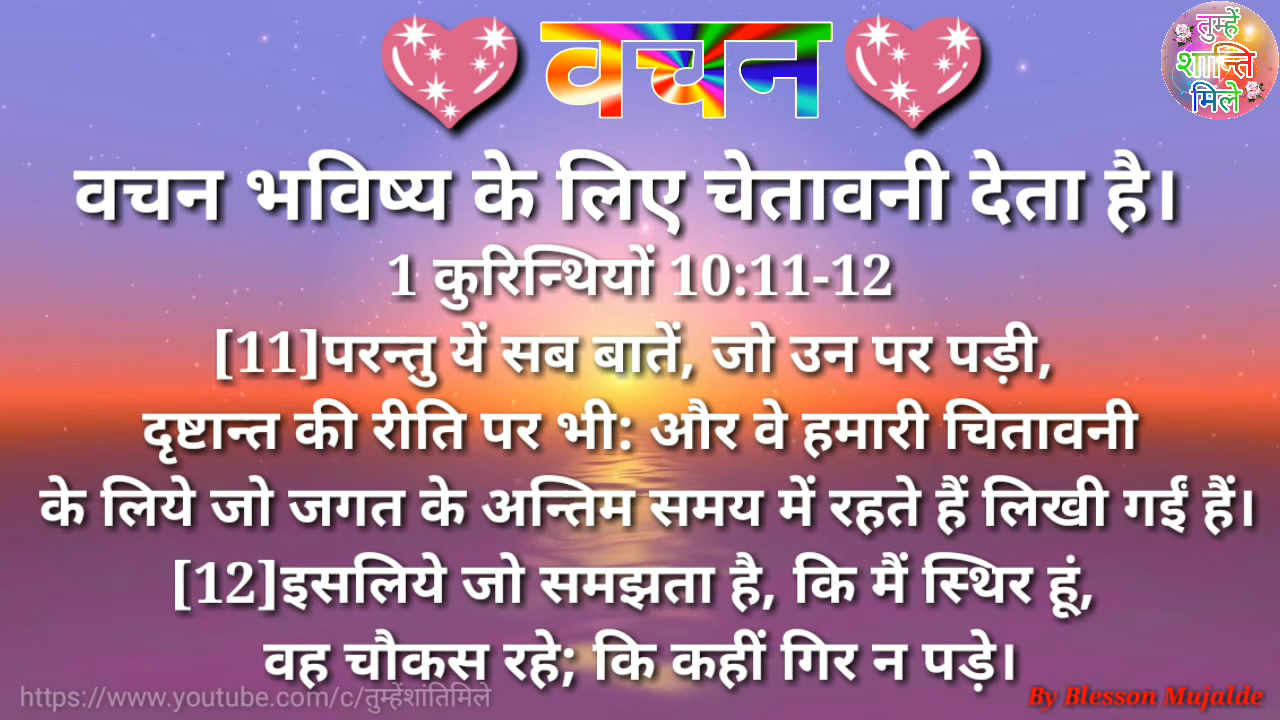 वचन
तुम्हें
शान्ति
मिले
वचन भविष्य के लिए चेतावनी देता है।
1 कुरिन्थियों 10:11-12
[11]परन्तु यें सब बातें, जो उन पर पड़ी,
दृष्टान्त की रीति पर भी: और वे हमारी चितावनी
के लिये जो जगत के अन्तिम समय में रहते हैं लिखी गईं हैं।
[12]इसलिये जो समझता है, कि मैं स्थिर हूं,
वह चौकस रहे; कि कहीं गिर न पड़े।
https://www.youtube.com/c/तुम्हेंशांतिमिले
By Blesson Mujalde